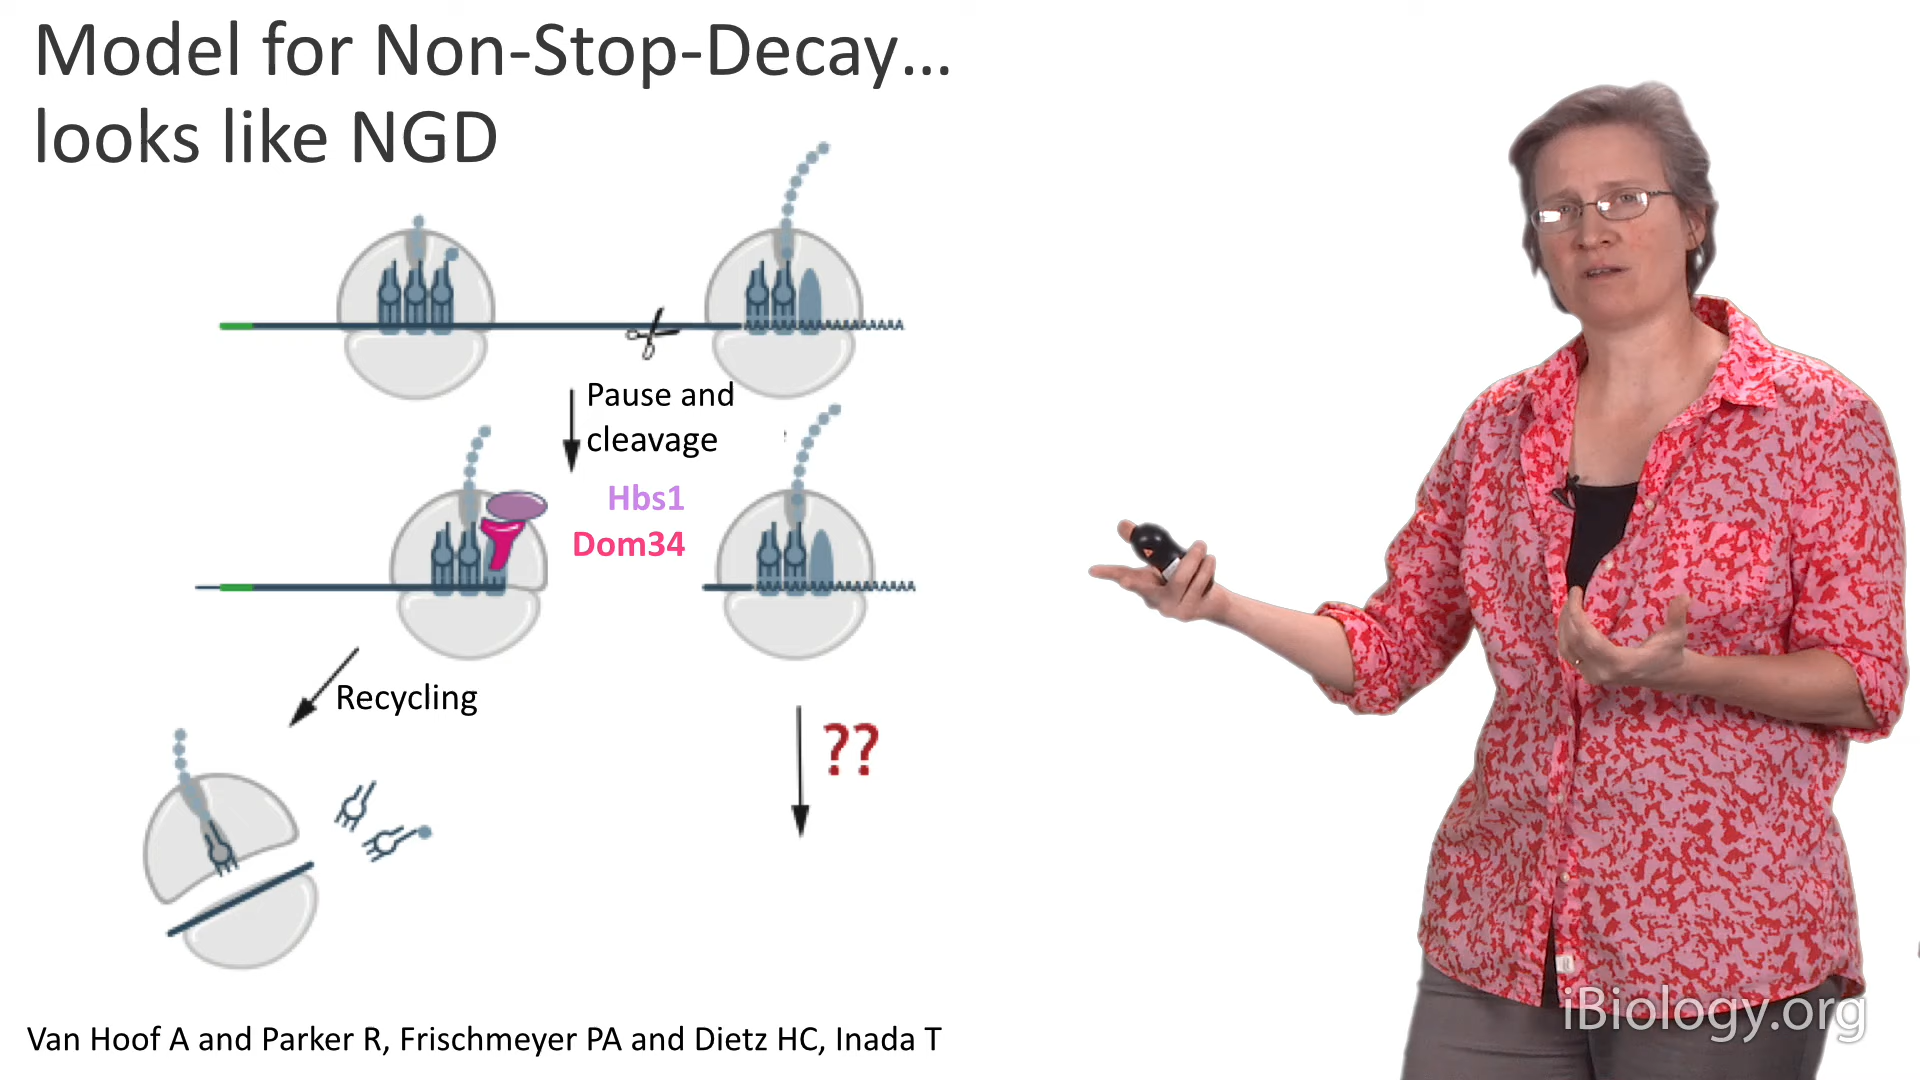 Model for Non-Stop-Decay...
looks like NGD
Pause and
cleavage
Hbs1
Dom34
Recycling
??
Van Hoof A and Parker R, Frischmeyer PA and Dietz HC, Inada T
iBiology.org